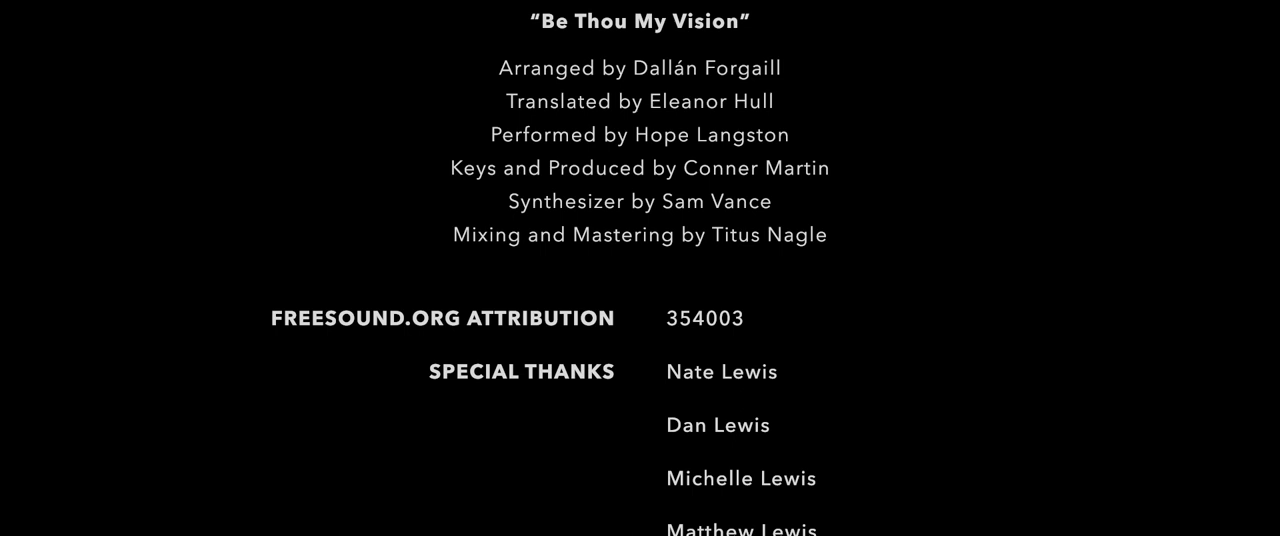 “Be Thou My Vision”
Arranged by Dallán Forgaill
Translated by Eleanor Hull
Performed by Hope Langston
Keys and Produced by Conner Martin
Synthesizer by Sam Vance
Mixing and Mastering by Titus Nagle
FREESOUND.ORG ATTRIBUTION 354003
SPECIAL THANKS Nate Lewis
Dan Lewis
Michelle Lewis
Matthew Lewis